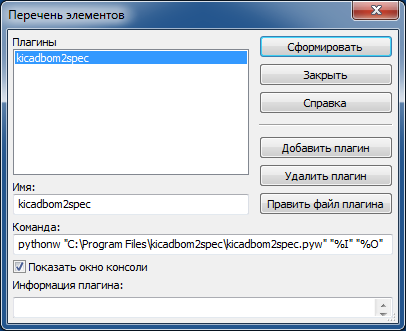 Перечень элементов
Плагины
kicadbom2spec
Сформировать
Закрыть
Справка
Добавить плагин
Удалить плагин
Править файл плагина
Имя:
kicadbom2spec
Команда:
pythonw "C:\Program Files\kicadbom2spec\kicadbom2spec.pyw" "%I" "%O"
Показать окно консоли
Информация плагина: